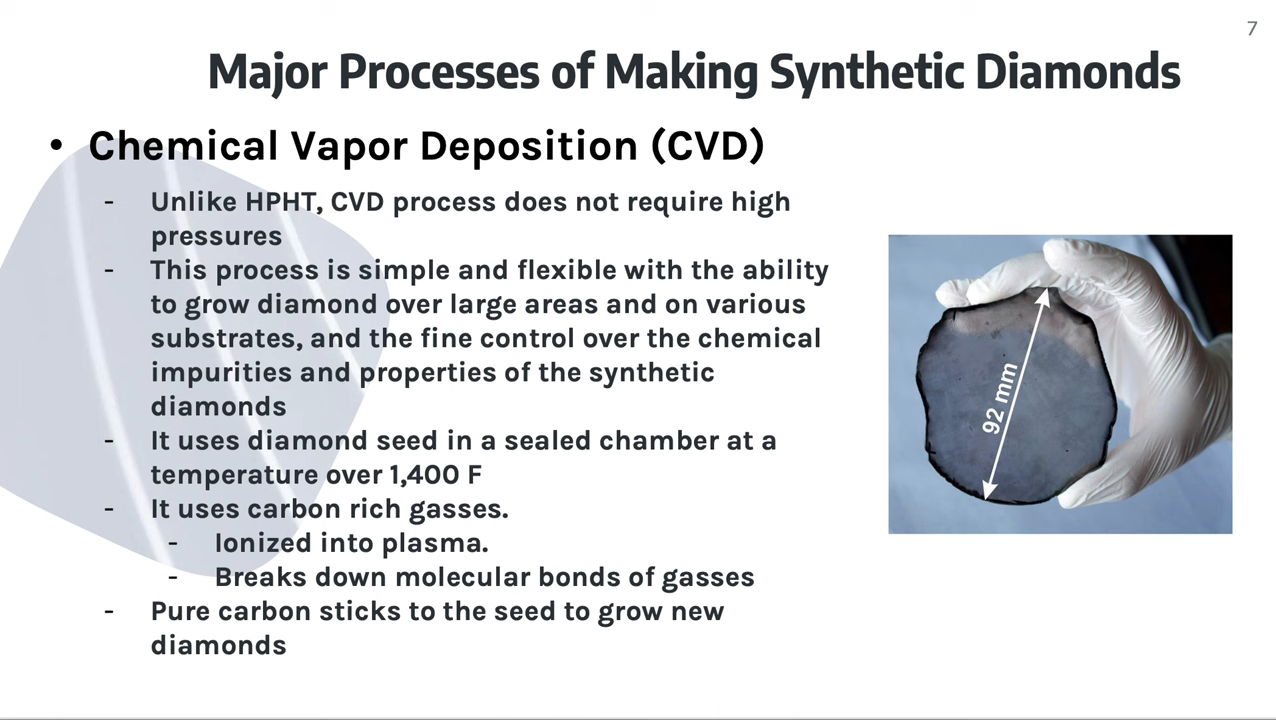 7
Major Processes of Making Synthetic Diamonds
• Chemical Vapor Deposition (CVD)
- Unlike HPHT, CVD process does not require high
pressures
- This process is simple and flexible with the ability
to grow diamond over large areas and on various
substrates, and the fine control over the chemical
impurities and properties of the synthetic
diamonds
- It uses diamond seed in a sealed chamber at a
temperature over 1,400 F
- It uses carbon rich gasses.
- Ionized into plasma.
- Breaks down molecular bonds of gasses
- Pure carbon sticks to the seed to grow new
diamonds
92 mm